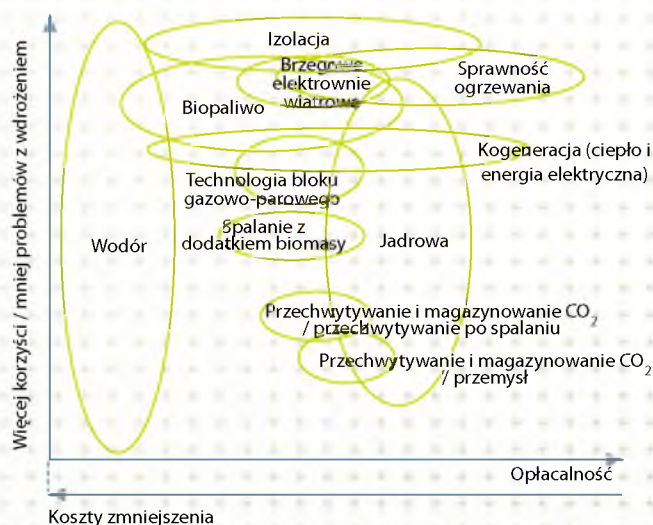 Więcej korzyści / mniej problemów z wdrożeniem
Izolacja
Brzegowe
elektrownie
wiatrowe
Sprawność
ogrzewania
Biopaliwo
Kogeneracja (ciepło i
energia elektryczna)
Technologia bloku
gazowo-parowego
Spalanie z
dodatkiem biomasy
Wodór
Jadrowa
Przechwytywanie i magazynowanie CO₂
/ przechwytywanie po spalaniu
Przechwytywanie i magazynowanie CO₂
/ przemysł
Opłacalność
Koszty zmniejszenia